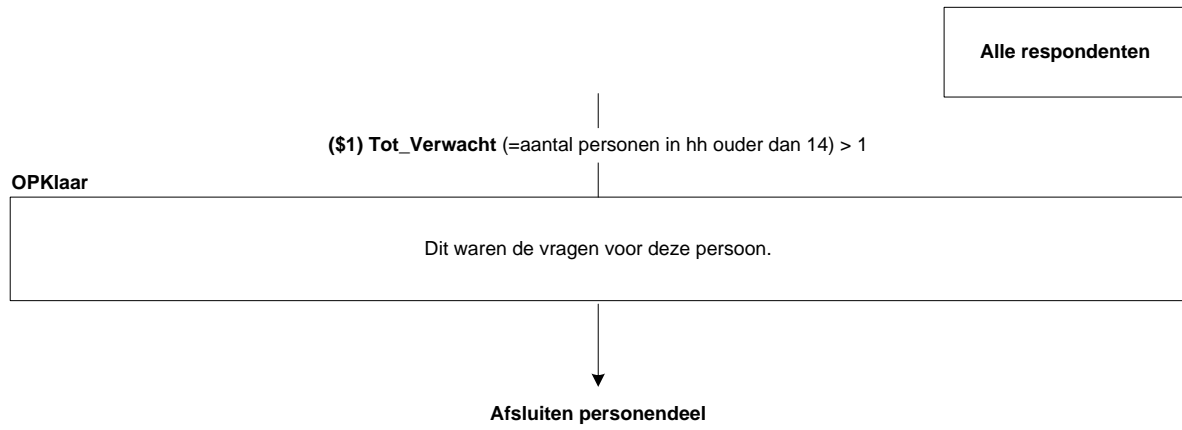 Alle respondenten
($1) Tot_Verwacht (=aantal personen in hh ouder dan 14) > 1
OPKlaar
Dit waren de vragen voor deze persoon.
Afsluiten personendeel